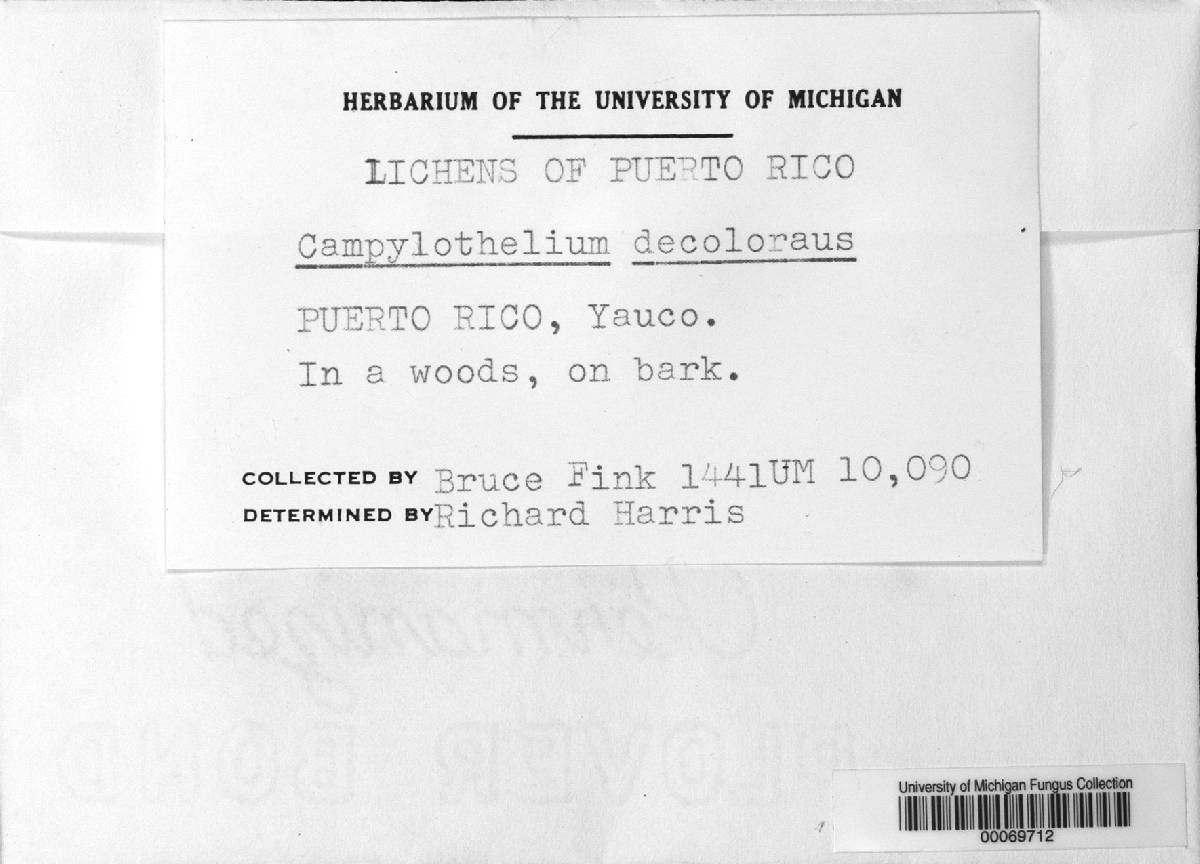 HERBARIUM OF THE UNIVERSITY OF MICHIGAN
LICHENS OF PUERTO RICO
Campylothelium decoloraus
PUERTO RICO, Yauco.
In a woods, on bark.
COLLECTED BY Bruce Fink 1441UM 10,090
DETERMINED BY Richard Harris
University of Michigan Fungus Collection
00069712